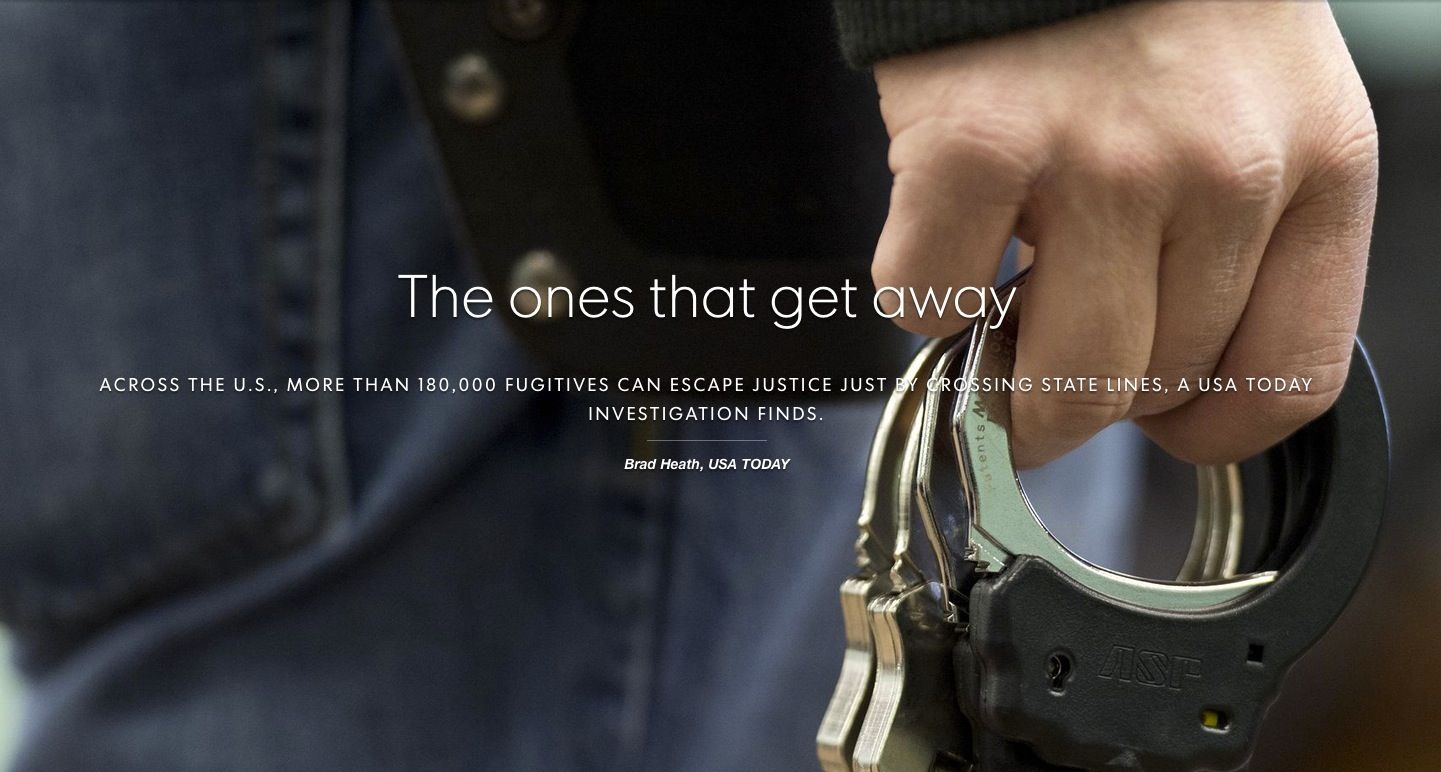 The ones that get away
ACROSS THE U.S., MORE THAN 180,000 FUGITIVES CAN ESCAPE JUSTICE JUST BY CROSSING STATE LINES, A USA TODAY
INVESTIGATION FINDS.
Brad Heath, USA TODAY
Patents
ASP